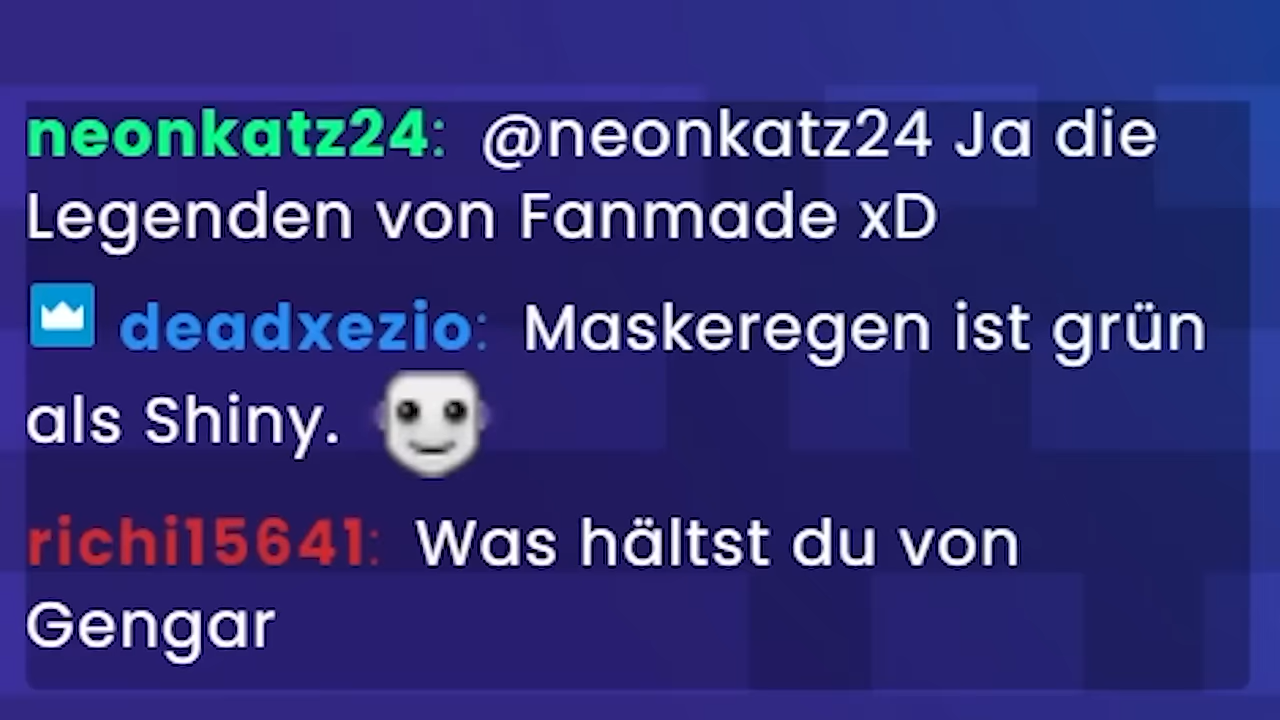 neonkatz24: @neonkatz24 Ja die
Legenden von Fanmade xD
deadxezio: Maskeregen ist grün
als Shiny.
richi15641: Was hältst du von
Gengar